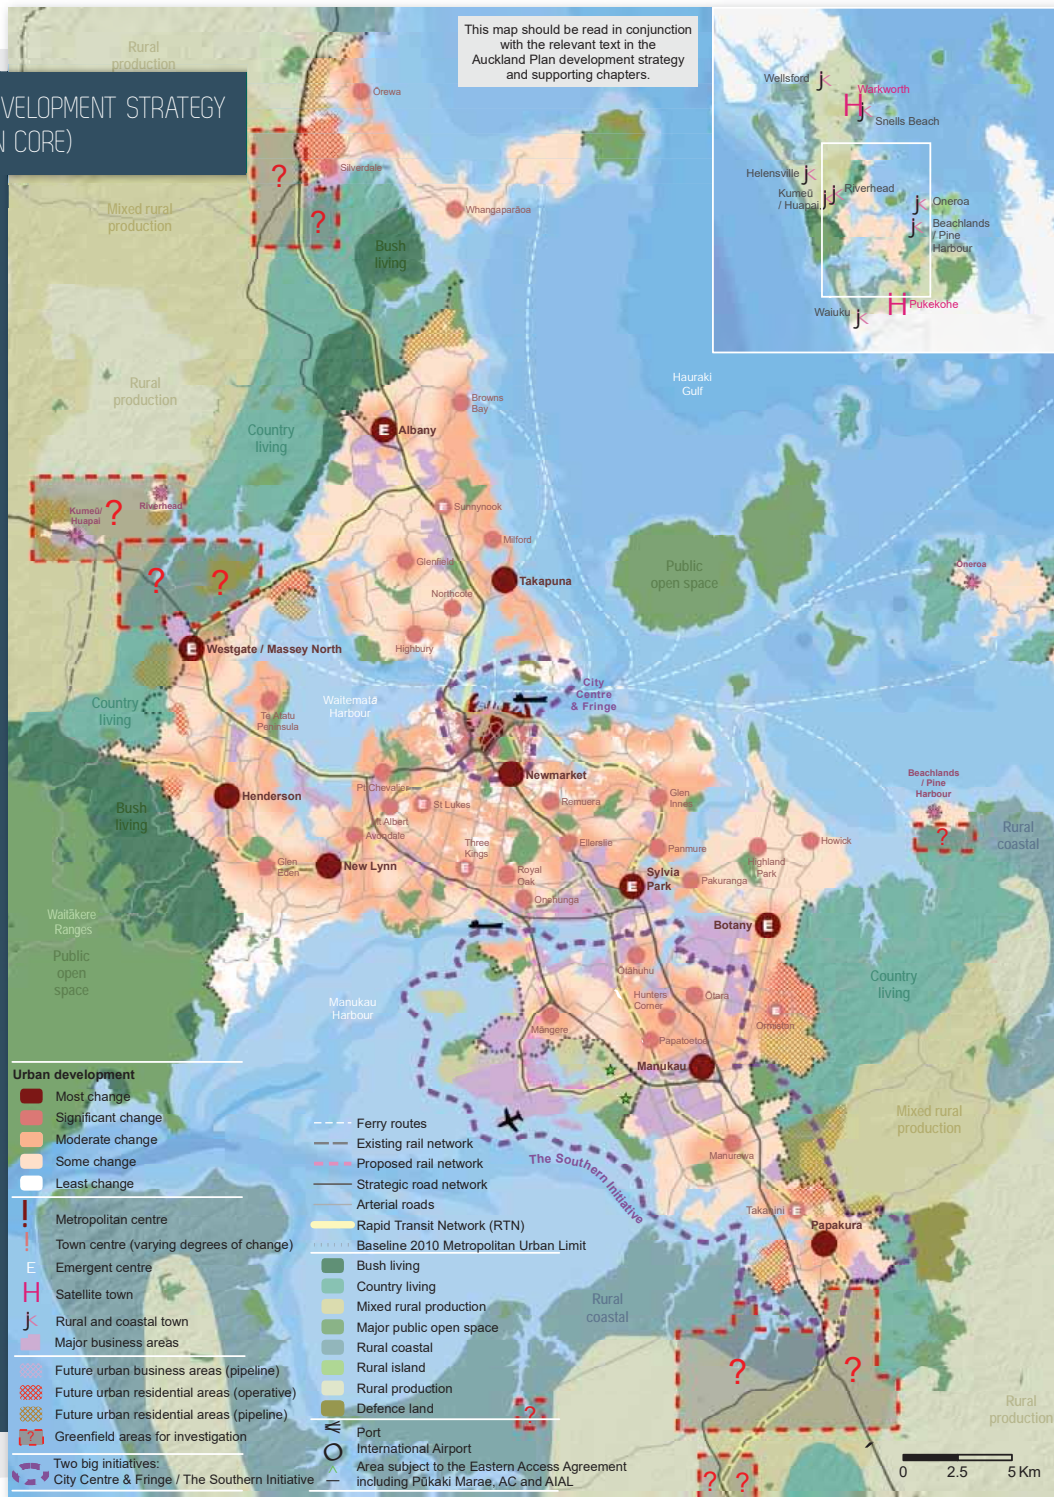 This map should be read in conjunction
with the relevant text in the
Auckland Plan development strategy
and supporting chapters.
VELOPMENT STRATEGY
N CORE)
Rural
production
Ōrewa
Silverdale
Whangaparāoa
Mixed rural
production
Bush
living
Wellsford
Warkworth
Snells Beach
Helensville
Kumeū
/ Huapai
Riverhead
Oneroa
Beachlands
/ Pine
Harbour
Waiuku
Pukekohe
Hauraki
Gulf
Rural
production
Country
living
Browns
Bay
E
Albany
Kumeū/
Huapai
Riverhead
?
?
?
?
?
E
Sunnynook
Milford
Glenfield
Takapuna
Northcote
Highbury
Public
open space
Oneroa
E
Westgate / Massey North
City
Centre
& Fringe
Country
living
Te Atatu
Peninsula
Waitematā
Harbour
Newmarket
Henderson
Pt Chevalier
E
St Lukes
Mt Albert
Remuera
Glen
Innes
Beachlands
/ Pine
Harbour
?
Rural
coastal
Bush
living
Avondale
Three
Kings
E
Ellerslie
Panmure
Highland
Park
Howick
Glen
Eden
New Lynn
Royal
Oak
Sylvia
Park
E
Pakuranga
Onehunga
Botany
E
Waitākere
Ranges
Public
open
space
Manukau
Harbour
Ōtāhuhu
Hunters
Corner
Ōtara
E
Ormiston
Country
living
Māngere
Papatoetoe
Manukau
Mixed rural
production
Manurewa
The Southern Initiative
Takanini
E
Papakura
Rural
coastal
?
?
?
?
?
Rural
production
Urban development
Most change
Significant change
Moderate change
Some change
Least change
! Metropolitan centre
! Town centre (varying degrees of change)
E Emergent centre
H Satellite town
j Rural and coastal town
Major business areas
Future urban business areas (pipeline)
Future urban residential areas (operative)
Future urban residential areas (pipeline)
? Greenfield areas for investigation
Two big initiatives:
City Centre & Fringe / The Southern Initiative
Ferry routes
Existing rail network
Proposed rail network
Strategic road network
Arterial roads
Rapid Transit Network (RTN)
Baseline 2010 Metropolitan Urban Limit
Bush living
Country living
Mixed rural production
Major public open space
Rural coastal
Rural island
Rural production
Defence land
Port
International Airport
Area subject to the Eastern Access Agreement
including Pūkaki Marae, AC and AIAL
0 2.5 5 Km